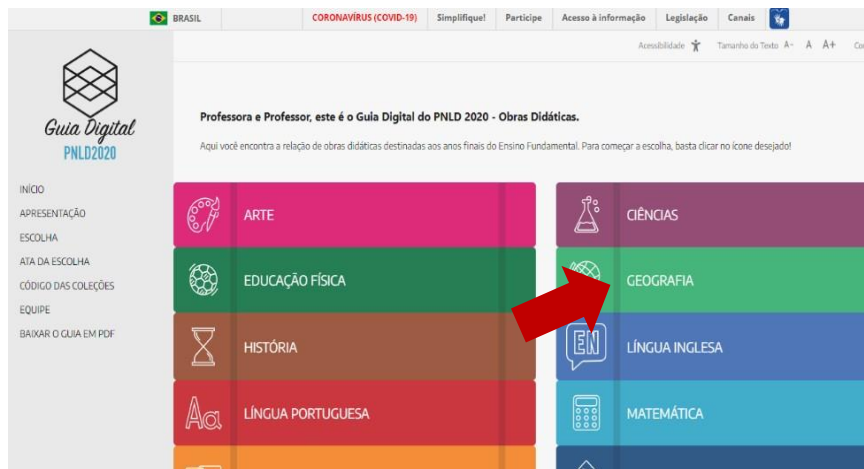 BRASIL CORONAVÍRUS (COVID-19) Simplifique! Participe Acesso à informação Legislação Canais
Acessibilidade Tamanho do Texto A- A A+
Guia Digital
PNLD2020
Professora e Professor, este é o Guia Digital do PNLD 2020 - Obras Didáticas.
Aqui você encontra a relação de obras didáticas destinadas aos anos finais do Ensino Fundamental. Para começar a escolha, basta clicar no ícone desejado!
INÍCIO
APRESENTAÇÃO
ESCOLHA
ATA DA ESCOLHA
CÓDIGO DAS COLEÇÕES
EQUIPE
BAIXAR O GUIA EM PDF
ARTE
CIÊNCIAS
EDUCAÇÃO FÍSICA
GEOGRAFIA
HISTÓRIA
EN LÍNGUA INGLESA
Aa LÍNGUA PORTUGUESA
MATEMÁTICA